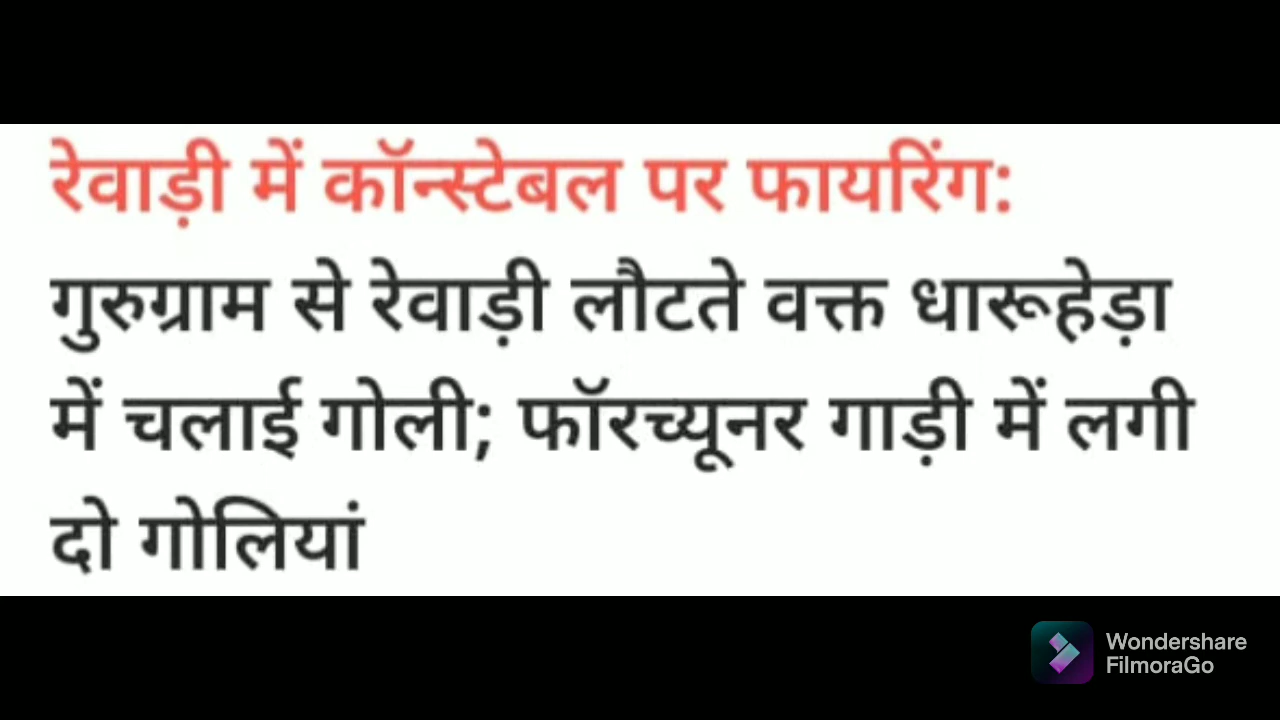 रेवाड़ी में कॉन्स्टेबल पर फायरिंग:
गुरुग्राम से रेवाड़ी लौटते वक्त धारूहेड़ा
में चलाई गोली; फॉरच्यूनर गाड़ी में लगी
दो गोलियां
Wondershare
FilmoraGo